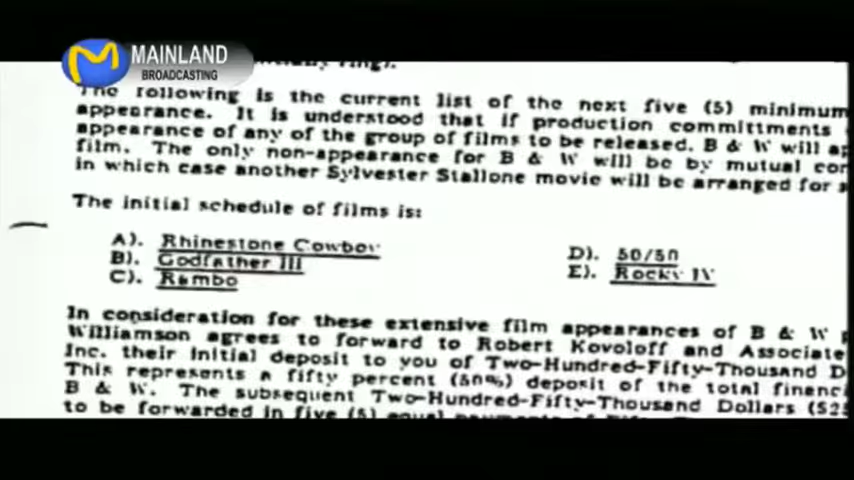 MAINLAND
BROADCASTING
The following is the current list of the next five (5) minimum
appearance. It is understood that if production committments
appearance of any of the group of films to be released. B & W will
film. The only non-appearance for B & W will be by mutual
in which case another Sylvester Stallone movie will be arranged for
The initial schedule of films is:
A). Rhinestone Cowboy
B). Godfather III
C). Rambo
D). 50/50
E). Rocky IV
In consideration for these extensive film appearances of B & W
Williamson agrees to forward to Robert Kovoloff and Associate
Inc. their initial deposit to you of Two-Hundred-Fifty-Thousand D
This represents a fifty percent (50%) deposit of the total
B & W. The subsequent Two-Hundred-Fifty-Thousand Dollars
to be forwarded in five (5) equal payments of